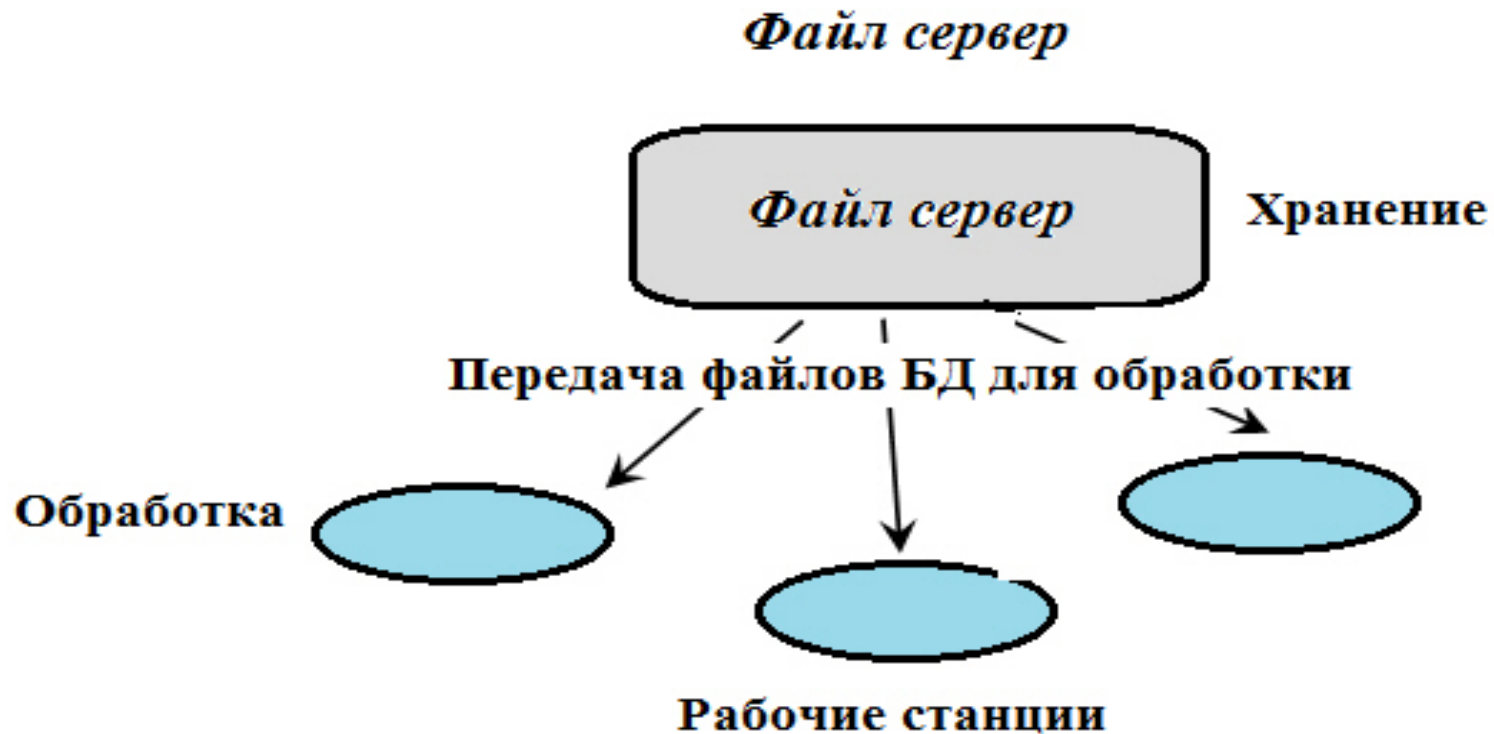 Файл сервер
Файл сервер
Хранение
Передача файлов БД для обработки
Обработка
Рабочие станции